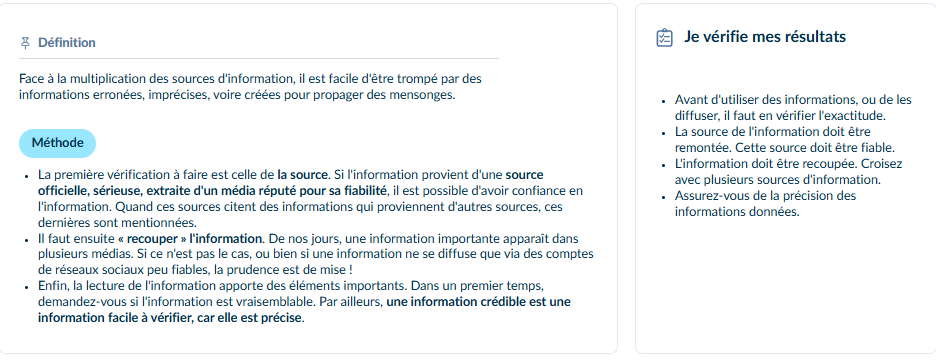 Définition
Face à la multiplication des sources d'information, il est facile d'être trompé par des
informations erronées, imprécises, voire créées pour propager des mensonges.
Méthode
• La première vérification à faire est celle de la source. Si l'information provient d'une source
officielle, sérieuse, extraite d'un média réputé pour sa fiabilité, il est possible d'avoir confiance en
l'information. Quand ces sources citent des informations qui proviennent d'autres sources, ces
dernières sont mentionnées.
• Il faut ensuite « recouper » l'information. De nos jours, une information importante apparaît dans
plusieurs médias. Si ce n'est pas le cas, ou bien si une information ne se diffuse que via des comptes
de réseaux sociaux peu fiables, la prudence est de mise !
• Enfin, la lecture de l'information apporte des éléments importants. Dans un premier temps,
demandez-vous si l'information est vraisemblable. Par ailleurs, une information crédible est une
information facile à vérifier, car elle est précise.
Je vérifie mes résultats
• Avant d'utiliser des informations, ou de les
diffuser, il faut en vérifier l'exactitude.
• La source de l'information doit être
remontée. Cette source doit être fiable.
• L'information doit être recoupée. Croisez
avec plusieurs sources d'information.
• Assurez-vous de la précision des
informations données.